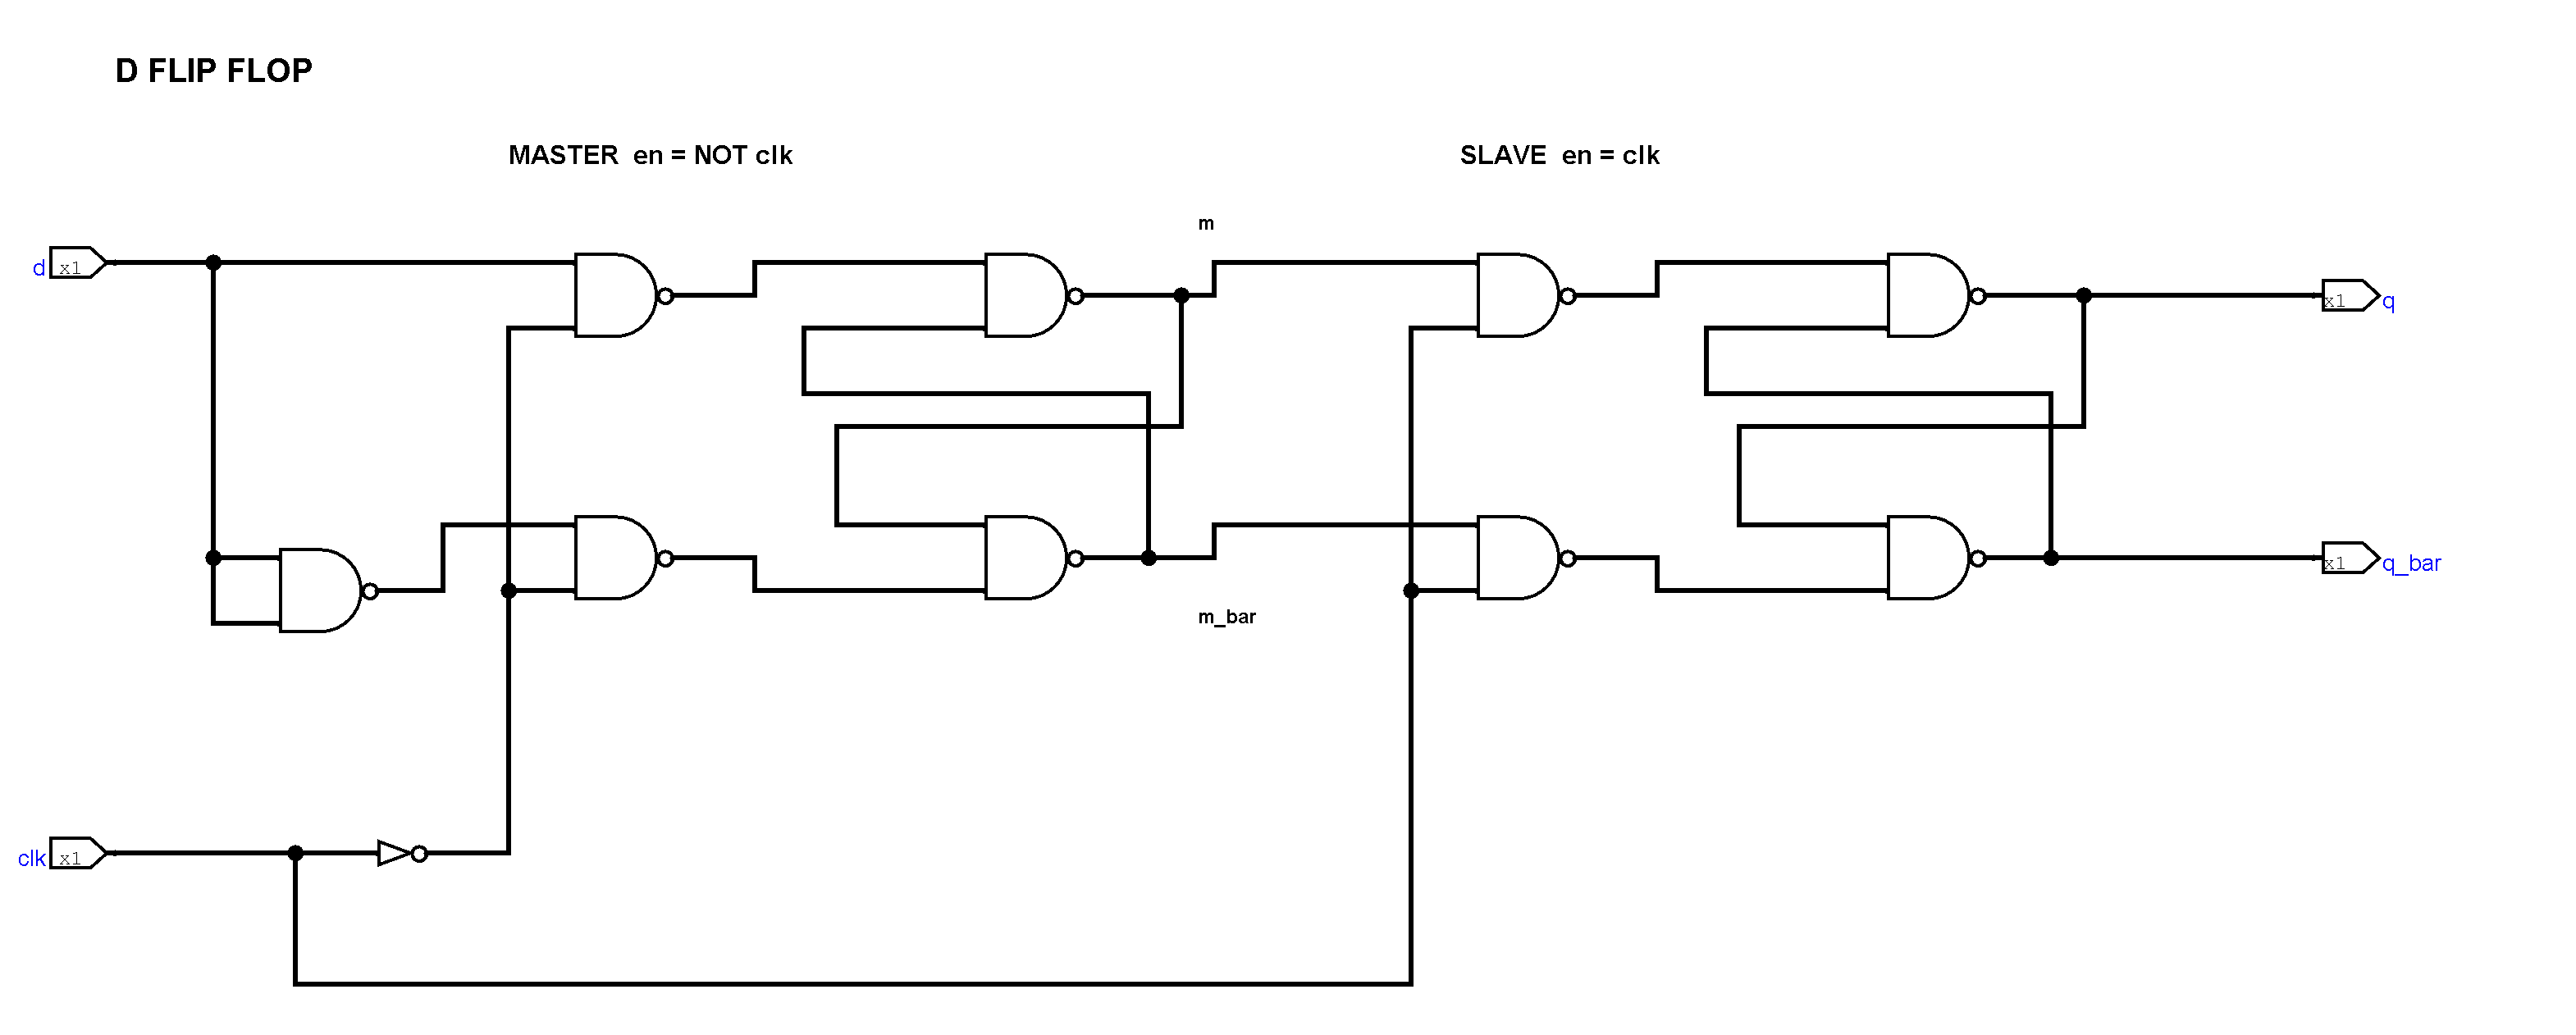 D FLIP FLOP
MASTER en = NOT clk
SLAVE en = clk
m
d x1
x1 q
x1 q_bar
m_bar
clk x1